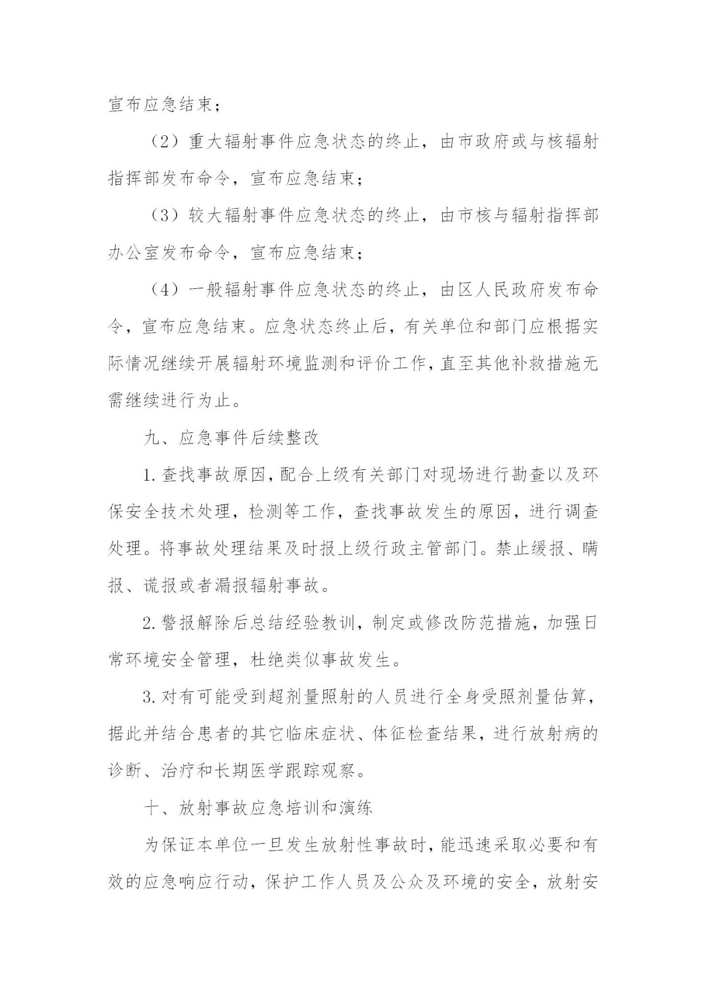 宣布应急结束；
（2）重大辐射事件应急状态的终止，由市政府或与核辐射
指挥部发布命令，宣布应急结束；
（3）较大辐射事件应急状态的终止，由市核与辐射指挥部
办公室发布命令，宣布应急结束；
（4）一般辐射事件应急状态的终止，由区人民政府发布命
令，宣布应急结束。应急状态终止后，有关单位和部门应根据实
际情况继续开展辐射环境监测和评价工作，直至其他补救措施无
需继续进行为止。
九、应急事件后续整改
1.查找事故原因，配合上级有关部门对现场进行勘查以及环
保安全技术处理，检测等工作，查找事故发生的原因，进行调查
处理。将事故处理结果及时报上级行政主管部门。禁止缓报、瞒
报、谎报或者漏报辐射事故。
2.警报解除后总结经验教训，制定或修改防范措施，加强日
常环境安全管理，杜绝类似事故发生。
3.对有可能受到超剂量照射的人员进行全身受照剂量估算，
据此并结合患者的其它临床症状、体征检查结果，进行放射病的
诊断、治疗和长期医学跟踪观察。
十、放射事故应急培训和演练
为保证本单位一旦发生放射性事故时，能迅速采取必要和有
效的应急响应行动，保护工作人员及公众及环境的安全，放射安